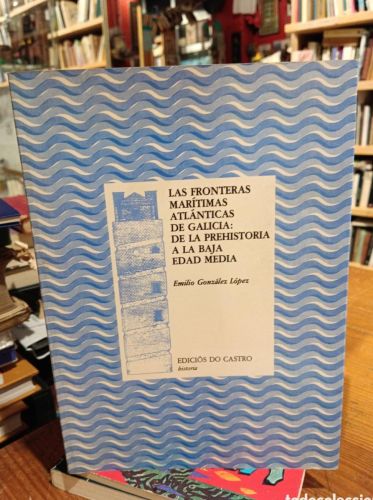 LAS FRONTERAS
MARÍTIMAS
ATLÁNTICAS
DE GALICIA:
DE LA PREHISTORIA
A LA BAJA
EDAD MEDIA
Emilio González López
EDICIÓS DO CASTRO
historia